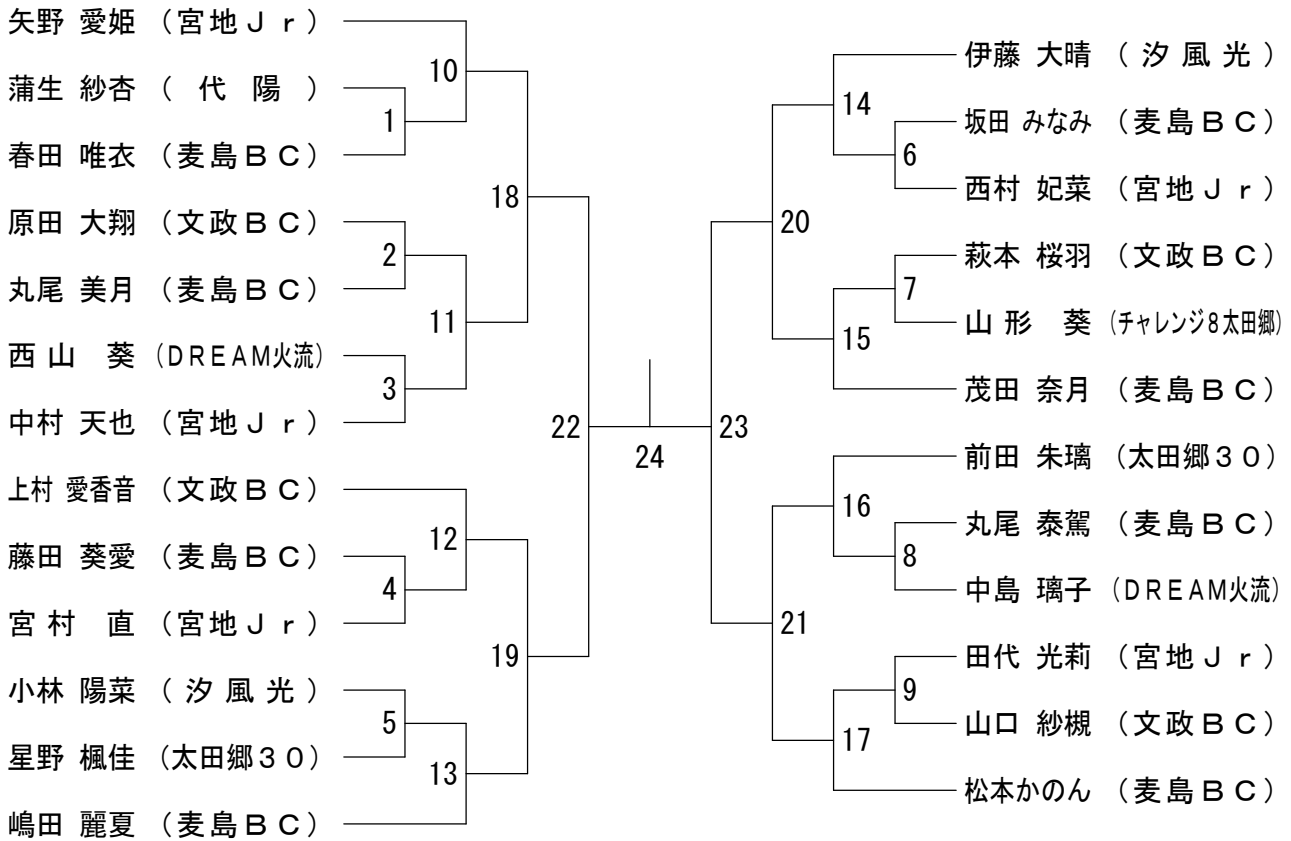 矢野 愛姫 （宮地Ｊｒ）
蒲生 紗杏 （ 代 陽 ）
春田 唯衣 （麦島ＢＣ）
原田 大翔 （文政ＢＣ）
丸尾 美月 （麦島ＢＣ）
西 山　葵 （ＤＲＥＡＭ火流）
中村 天也 （宮地Ｊｒ）
上村 愛香音 （文政ＢＣ）
藤田 葵愛 （麦島ＢＣ）
宮 村　直 （宮地Ｊｒ）
小林 陽菜 （ 汐 風 光 ）
星野 楓佳 （太田郷３０）
嶋田 麗夏 （麦島ＢＣ）
1
2
3
4
5
10
11
12
13
18
19
22
24
23
20
21
14
15
16
17
6
7
8
9
伊藤 大晴 （ 汐 風 光 ）
坂田 みなみ （麦島ＢＣ）
西村 妃菜 （宮地Ｊｒ）
萩本 桜羽 （文政ＢＣ）
山 形　葵 （チャレンジ８太田郷）
茂田 奈月 （麦島ＢＣ）
前田 朱璃 （太田郷３０）
丸尾 泰駕 （麦島ＢＣ）
中島 璃子 （ＤＲＥＡＭ火流）
田代 光莉 （宮地Ｊｒ）
山口 紗槻 （文政ＢＣ）
松本かのん （麦島ＢＣ）